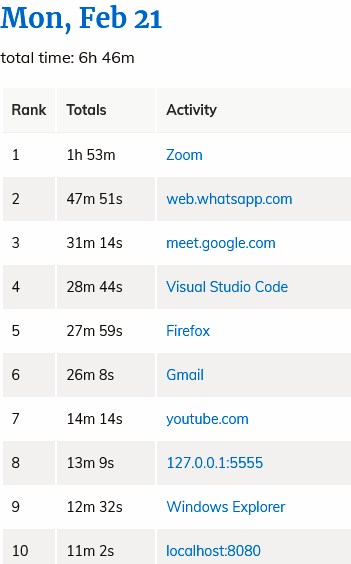 Mon, Feb 21
total time: 6h 46m
Rank Totals Activity
1 1h 53m Zoom
2 47m 51s web.whatsapp.com
3 31m 14s meet.google.com
4 28m 44s Visual Studio Code
5 27m 59s Firefox
6 26m 8s Gmail
7 14m 14s youtube.com
8 13m 9s 127.0.0.1:5555
9 12m 32s Windows Explorer
10 11m 2s localhost:8080